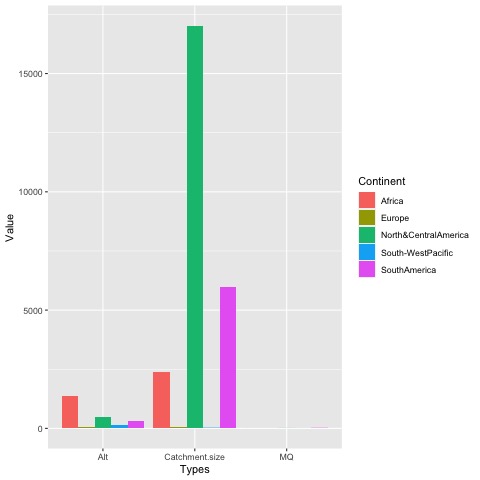 15000
10000
5000
0
Value
Alt
Catchment.size
MQ
Types
Continent
Africa
Europe
North&CentralAmerica
South-WestPacific
SouthAmerica